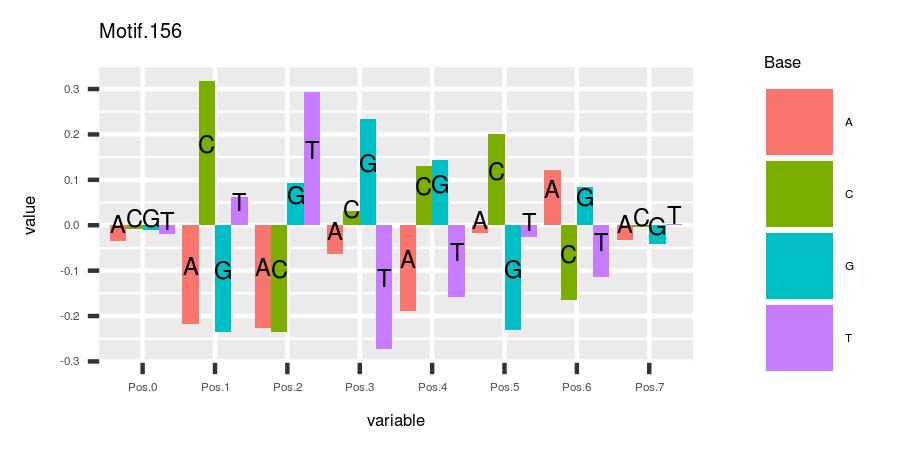 Motif.156
value
0.3
0.2
0.1
0.0
-0.1
-0.2
-0.3
A C G T
A C G T
A C G T
A C G T
A C G T
A C G T
A C G T
A C G T
Pos.0 Pos.1 Pos.2 Pos.3 Pos.4 Pos.5 Pos.6 Pos.7
variable
Base
A
C
G
T